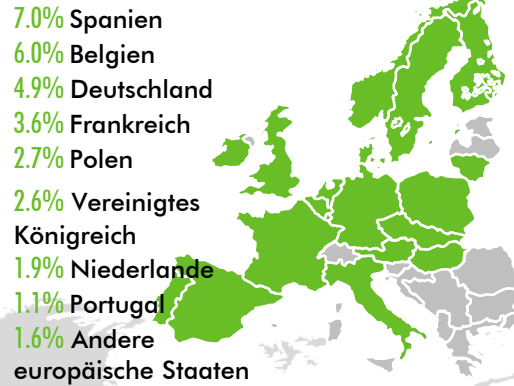 7.0% Spanien
6.0% Belgien
4.9% Deutschland
3.6% Frankreich
2.7% Polen
2.6% Vereinigtes
Königreich
1.9% Niederlande
1.1% Portugal
1.6% Andere
europäische Staaten